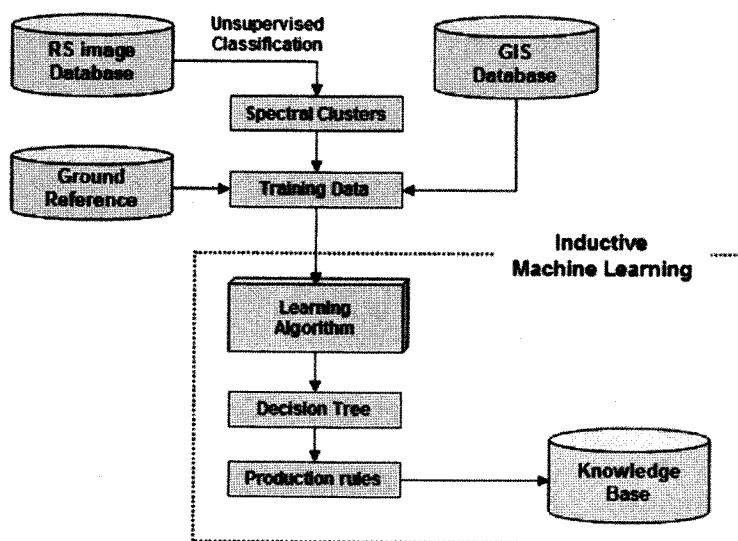 Unsupervised
Classification
RS Image
Database
GIS
Database
Spectral Clusters
Ground
Reference
Training Data
Inductive
Machine Learning
Learning
Algorithm
Decision Tree
Production rules
Knowledge
Base